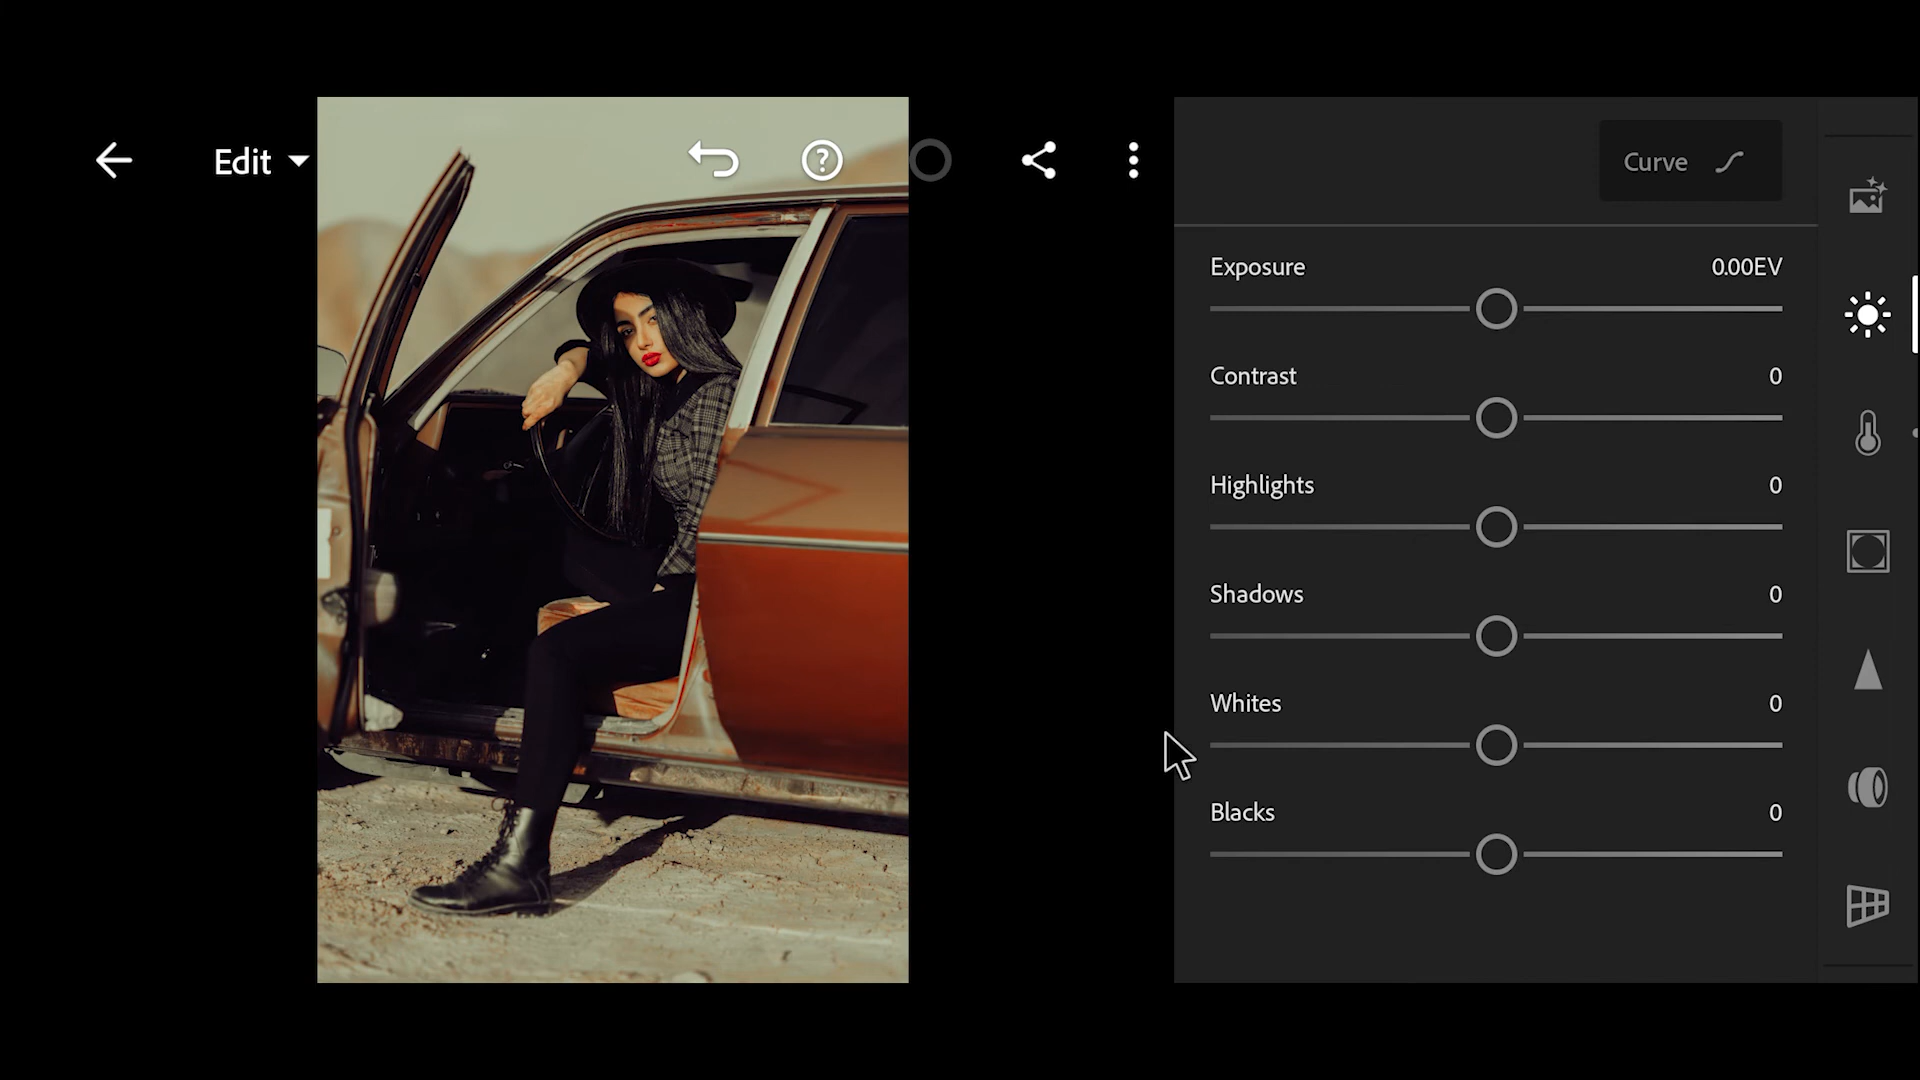 Edit
?
Curve
Exposure 0.00EV
Contrast 0
Highlights 0
Shadows 0
Whites 0
Blacks 0